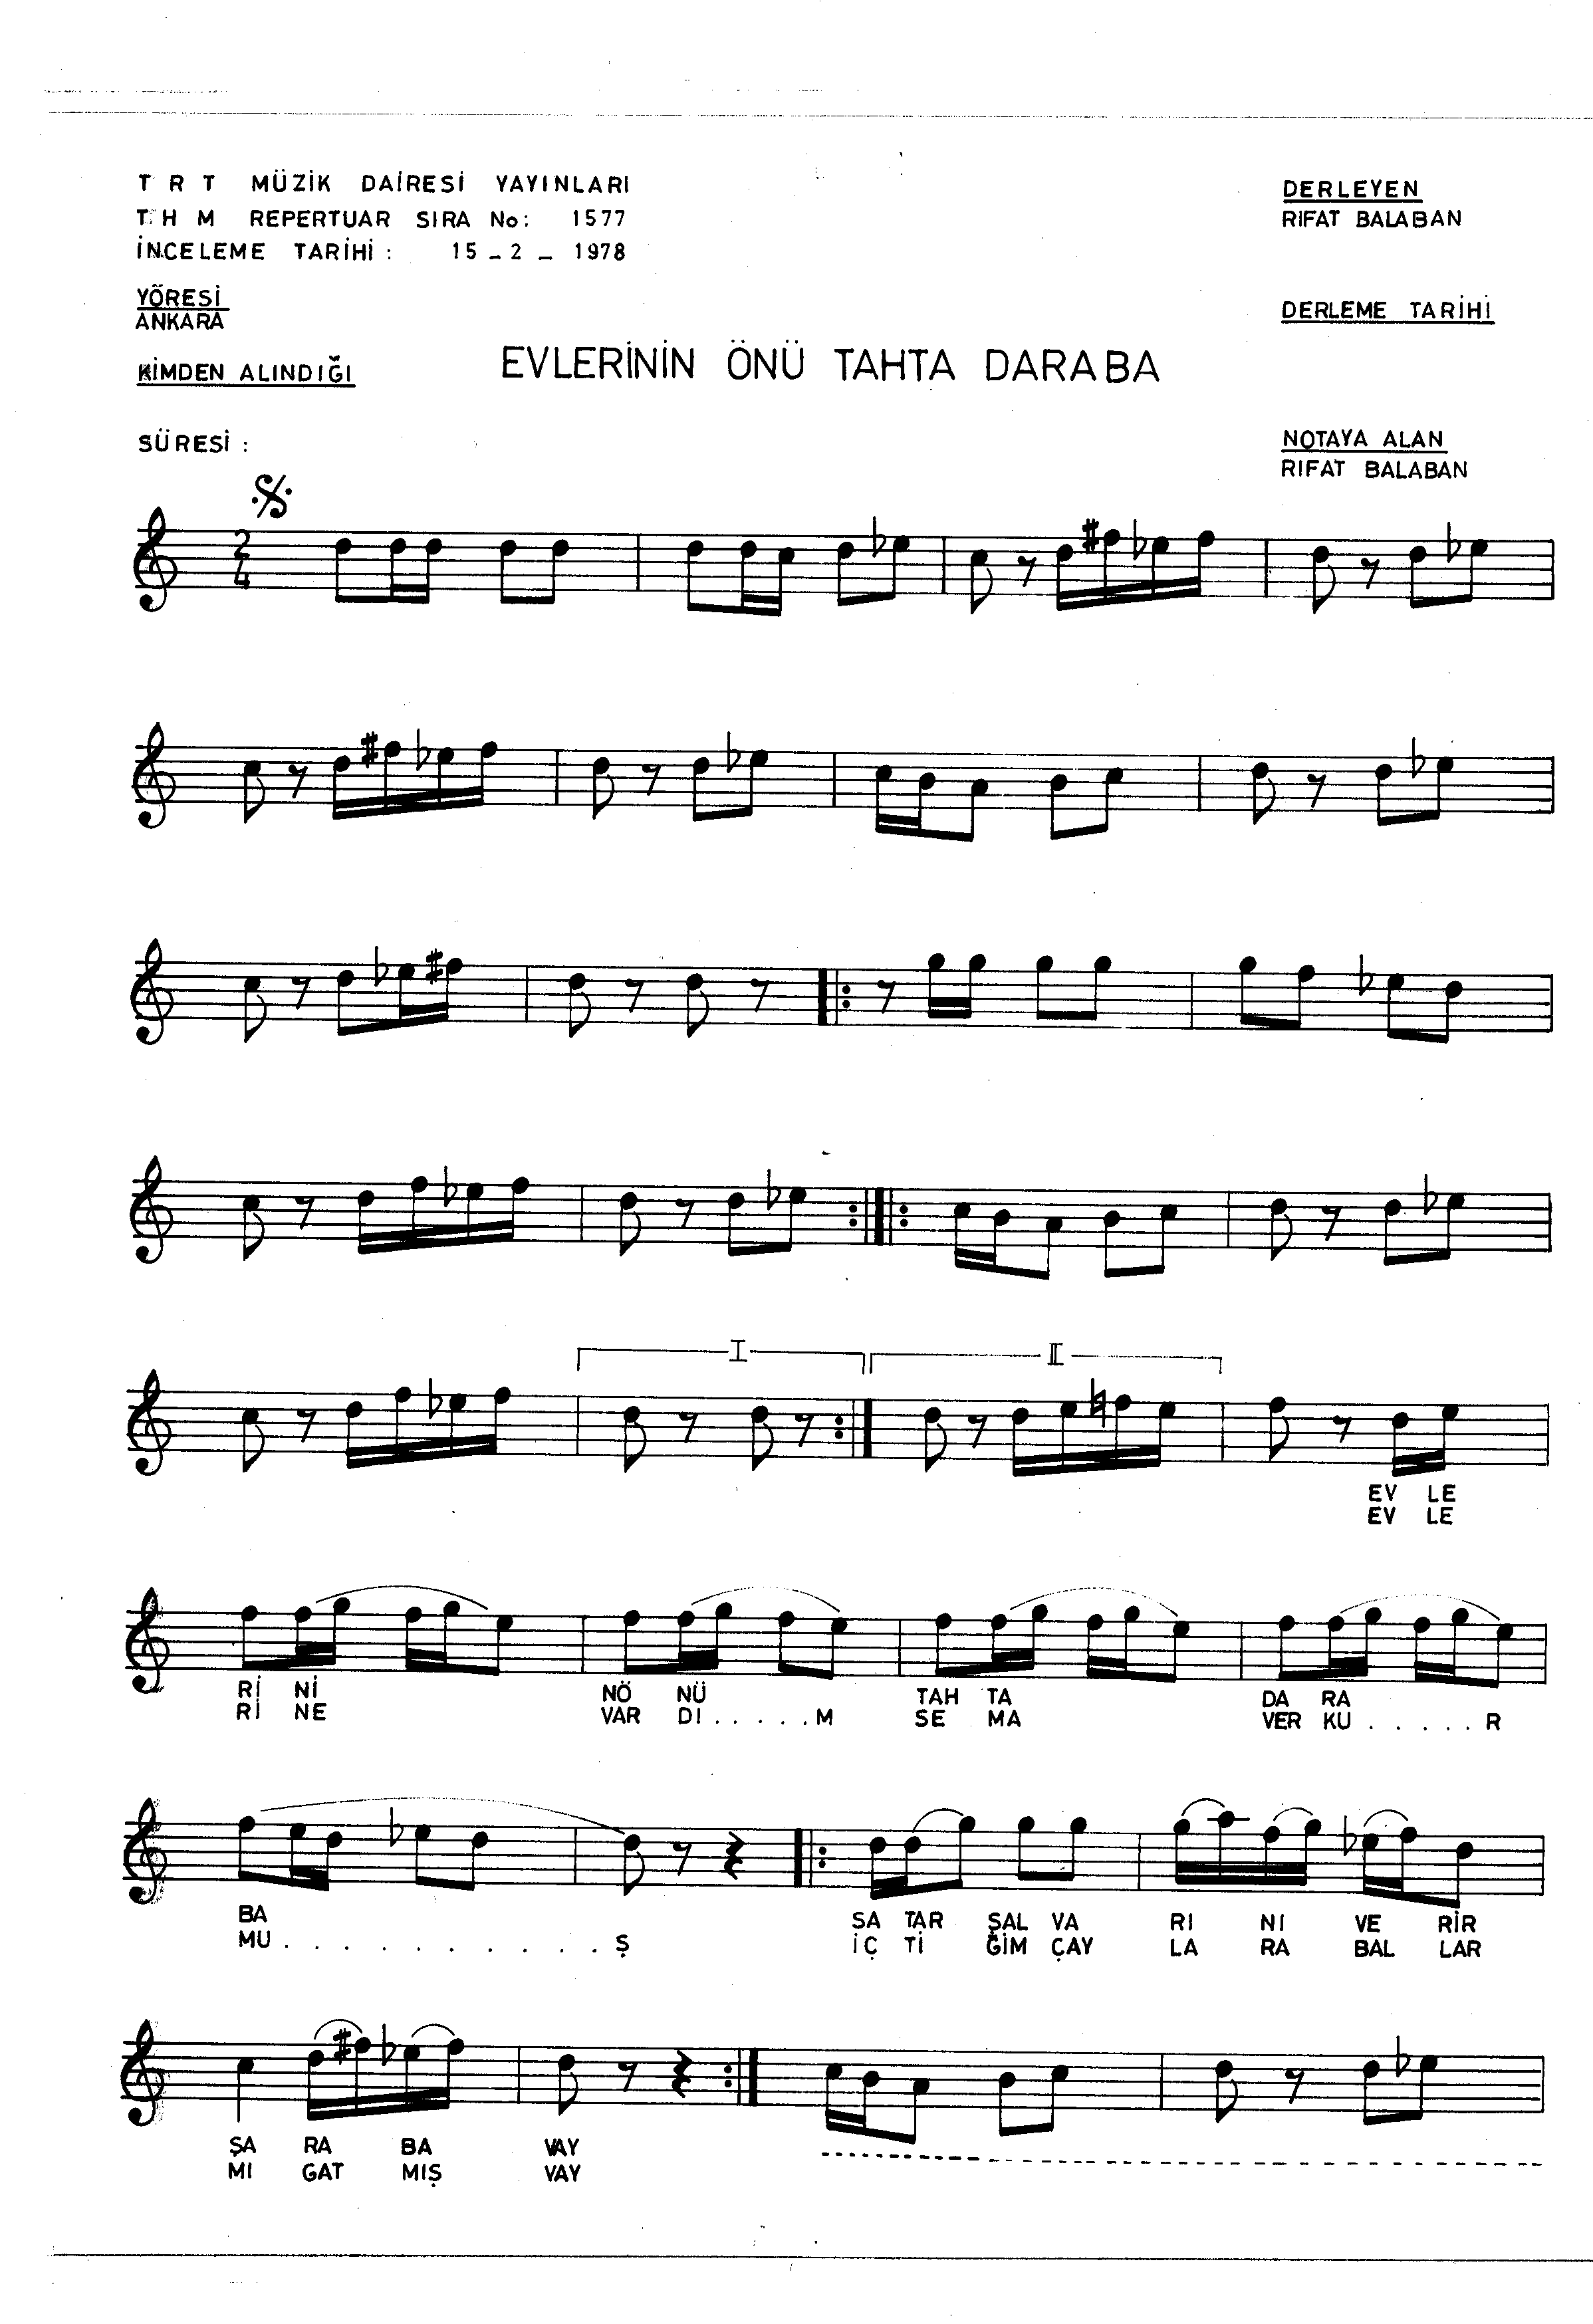 TRT MÜZİK DAİRESİ YAYINLARI
THM REPERTUAR SIRA No: 1577
İNCELEME TARİHİ: 15-2-1978
YÖRESİ
ANKARA
KİMDEN ALINDIĞI
SÜRESİ:
EVLERİNİN ÖNÜ TAHTA DARABA
DERLEYEN
RIFAT BALABAN
DERLEME TARİHİ
NOTAYA ALAN
RIFAT BALABAN
2
4
I II
EV LE
EV LE
Rİ Nİ NÖ NÜ TAH TA DA RA
Rİ NE VAR DI.....M SE MA VER KU.....R
BA SA TAR ŞAL VA RI NI VE RİR
MU..........Ş İÇ Tİ ĞİM ÇAY LA RA BAL LAR
ŞA RA BA VAY
MI GAT MIŞ VAY